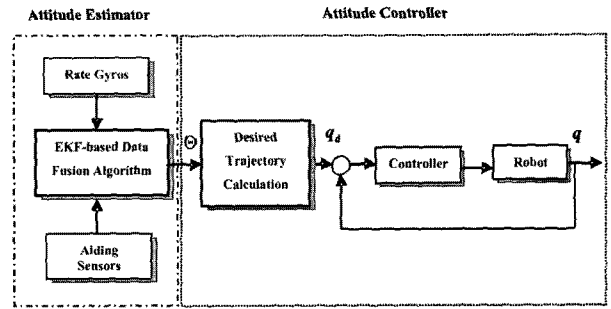 Attitude Estimator
Attitude Controller
Rate Gyros
EKF-based Data
Fusion Algorithm
Aiding
Sensors
Θ
Desired
Trajectory
Calculation
q_d
Controller
Robot
q